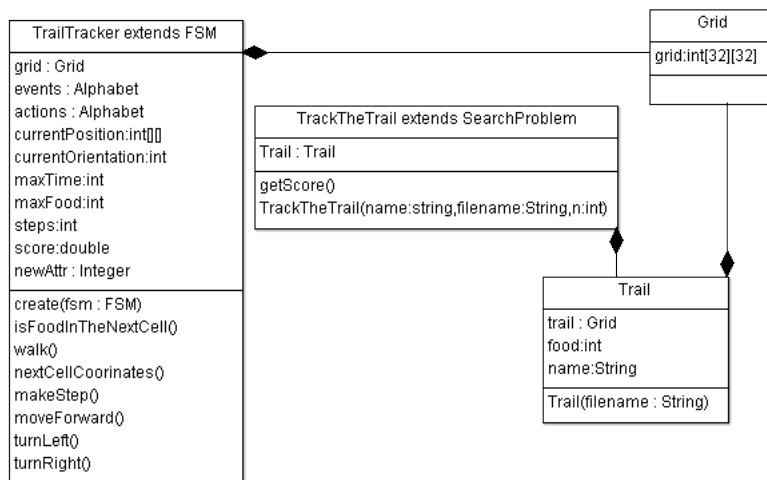 TrailTracker extends FSM
grid : Grid
events : Alphabet
actions : Alphabet
currentPosition:int[][]
currentOrientation:int
maxTime:int
maxFood:int
steps:int
score:double
newAttr : Integer
create(fsm : FSM)
isFoodInTheNextCell()
walk()
nextCellCoorinates()
makeStep()
moveForward()
turnLeft()
turnRight()
Grid
grid:int[32][32]
TrackTheTrail extends SearchProblem
Trail : Trail
getScore()
TrackTheTrail(name:string,filename:String,n:int)
Trail
trail : Grid
food:int
name:String
Trail(filename : String)